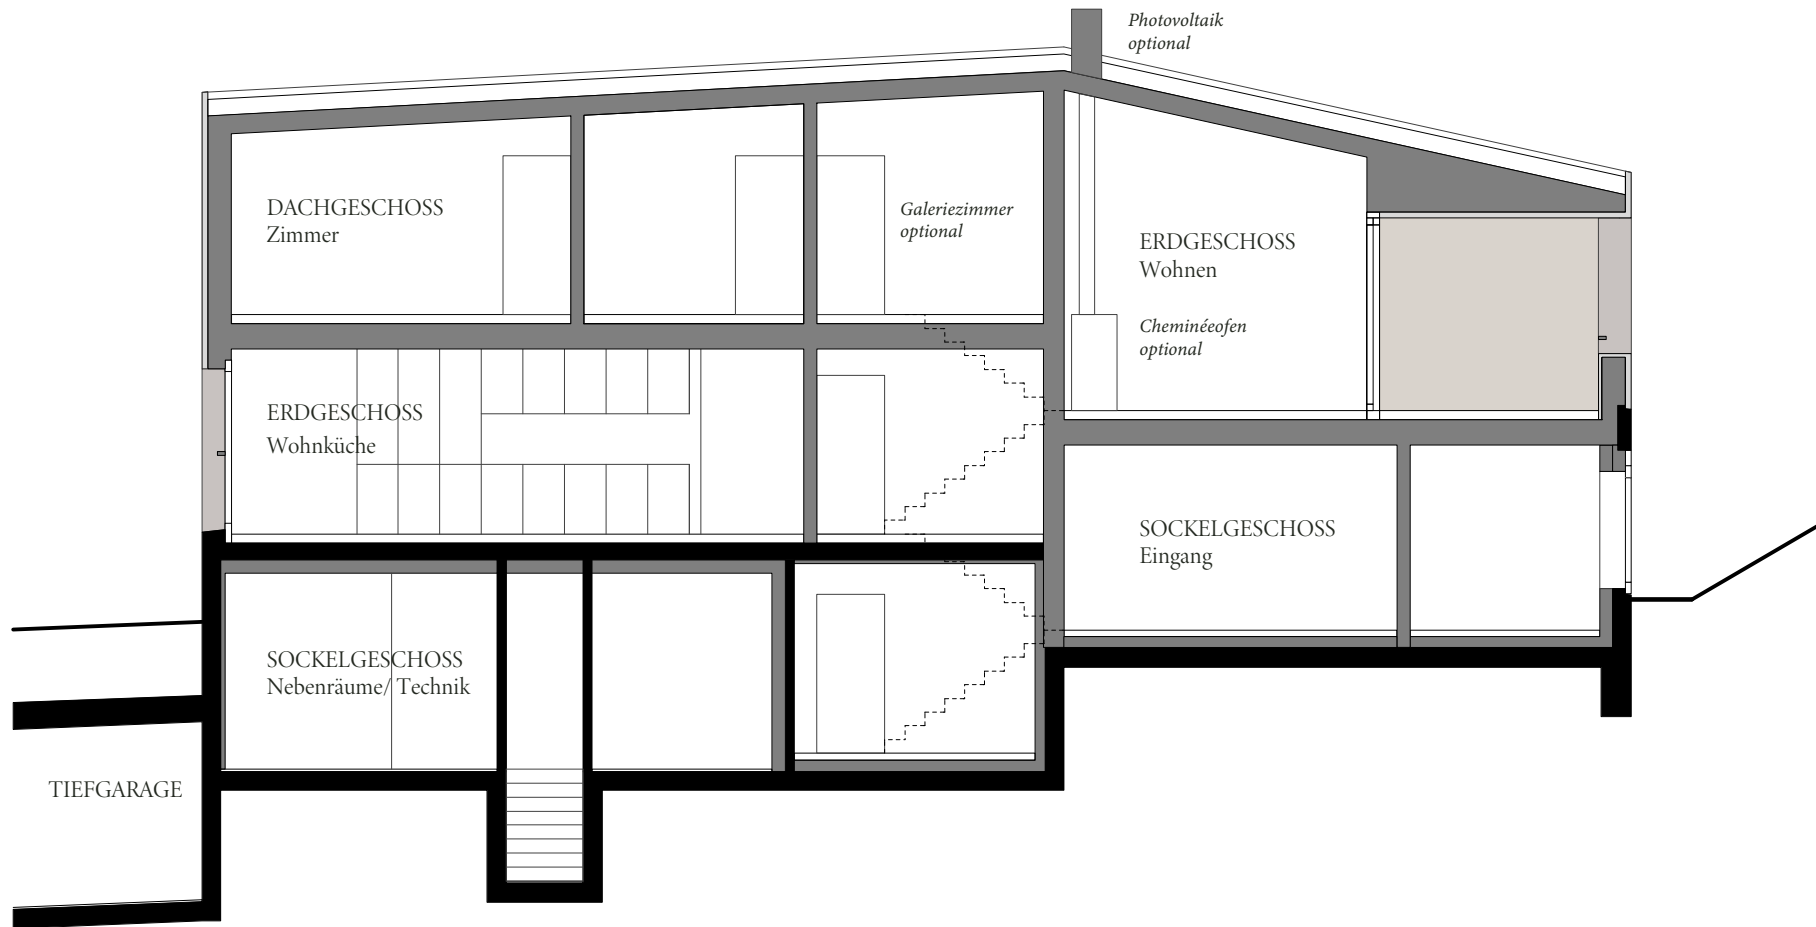 Photovoltaik
optional
DACHGESCHOSS
Zimmer
Galeriezimmer
optional
ERDGESCHOSS
Wohnen
Cheminéeofen
optional
ERDGESCHOSS
Wohnküche
SOCKELGESCHOSS
Eingang
SOCKELGESCHOSS
Nebenräume/ Technik
TIEFGARAGE